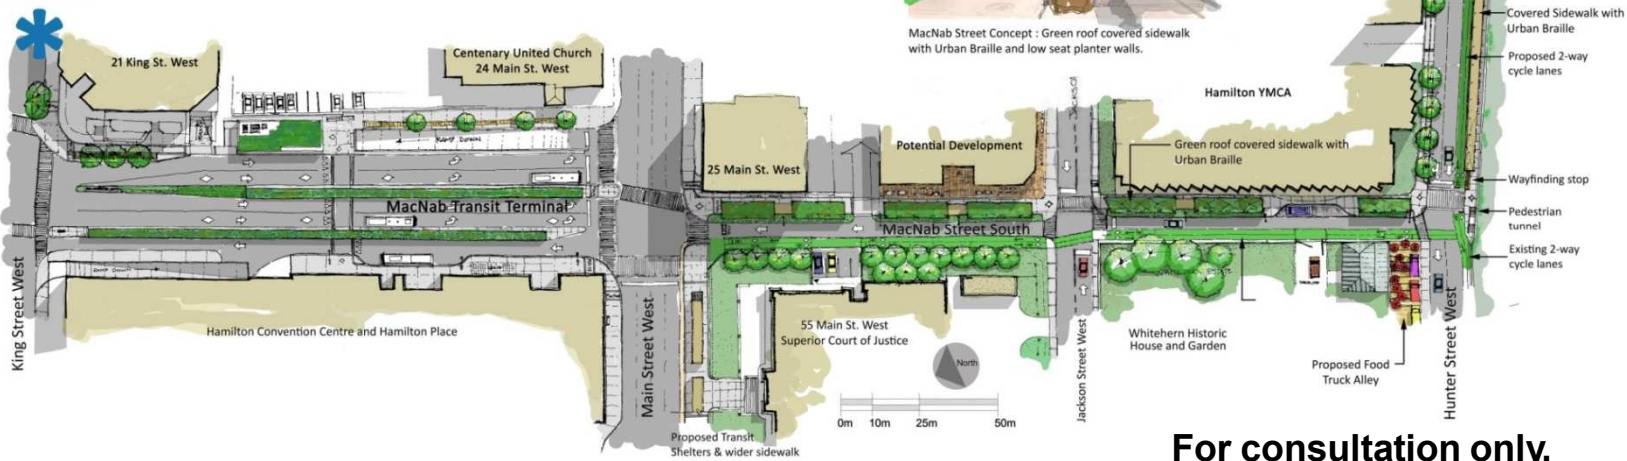 MacNab Street Concept : Green roof covered sidewalk
with Urban Braille and low seat planter walls.
Covered Sidewalk with
Urban Braille
Proposed 2-way
cycle lanes
21 King St. West
Centenary United Church
24 Main St. West
Hamilton YMCA
RAMP DOWN
Potential Development
Green roof covered sidewalk with
Urban Braille
25 Main St. West
Wayfinding stop
MacNab Transit Terminal
Pedestrian
tunnel
MacNab Street South
Existing 2-way
cycle lanes
King Street West
RAMP DOWN
Hamilton Convention Centre and Hamilton Place
Main Street West
55 Main St. West
Superior Court of Justice
North
Jackson Street West
Whitehern Historic
House and Garden
Proposed Food
Truck Alley
Hunter Street West
0m 10m 25m 50m
Proposed Transit
Shelters & wider sidewalk
For consultation only.